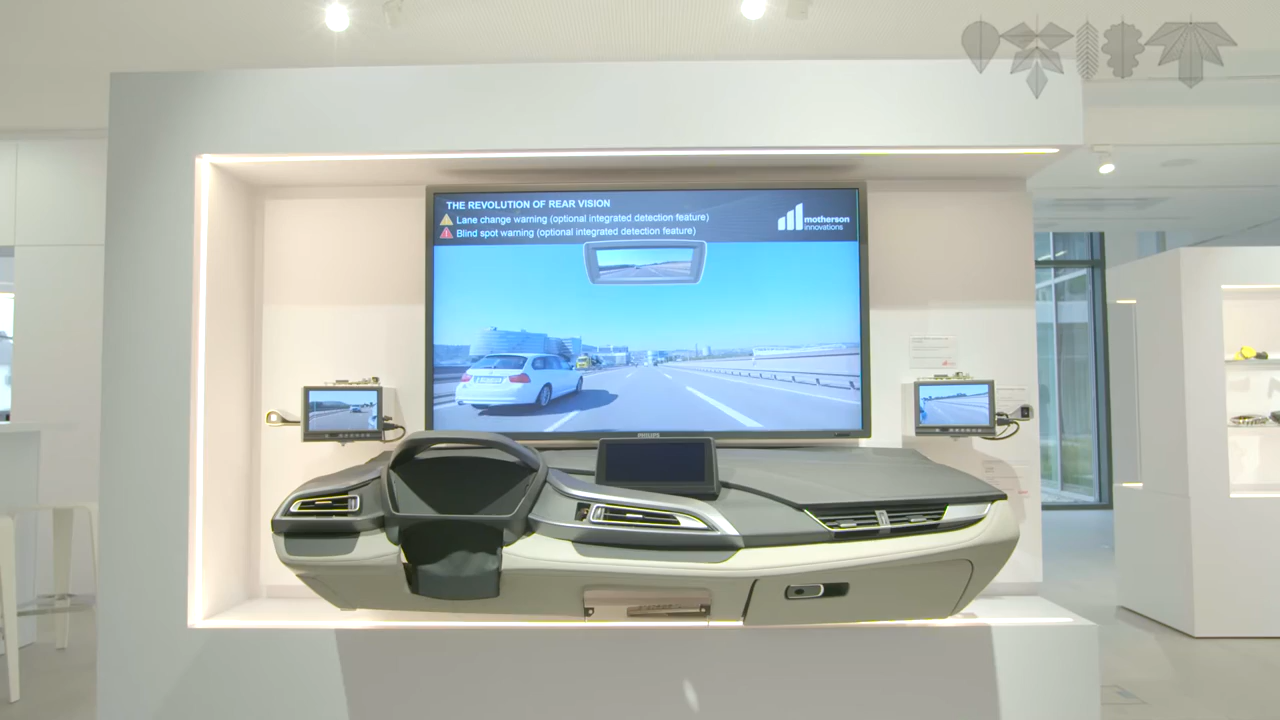 THE REVOLUTION OF REAR VISION
Lane change warning (optional integrated detection feature)
Blind spot warning (optional integrated detection feature)
motherson
innovations
PHILIPS